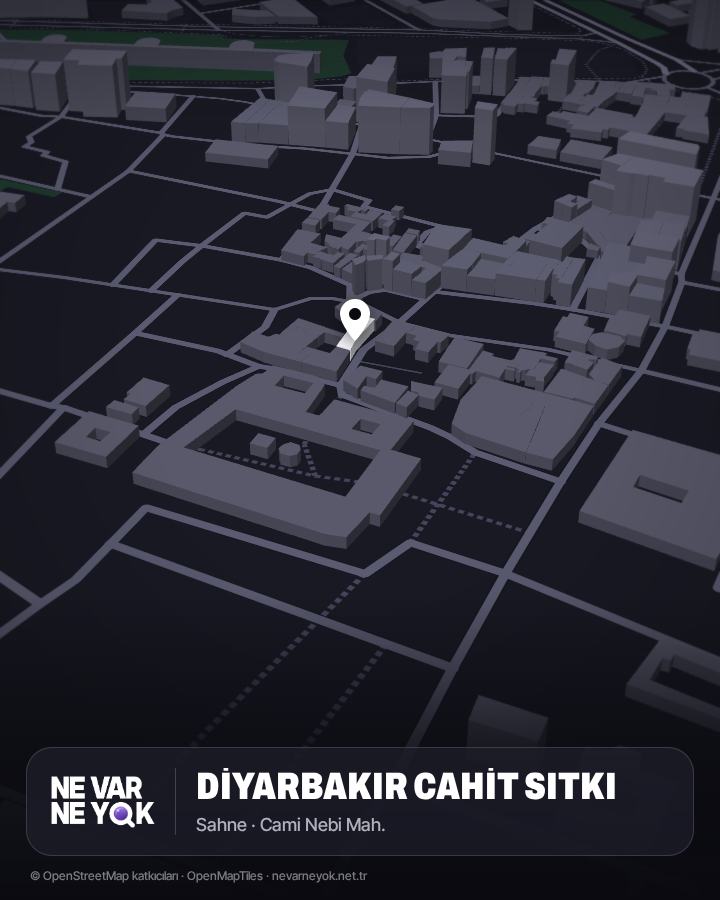 NE VAR
NE YOK
DİYARBAKIR CAHİT SITKI
Sahne · Cami Nebi Mah.
© OpenStreetMap katkıcıları · OpenMapTiles · nevarneyok.net.tr